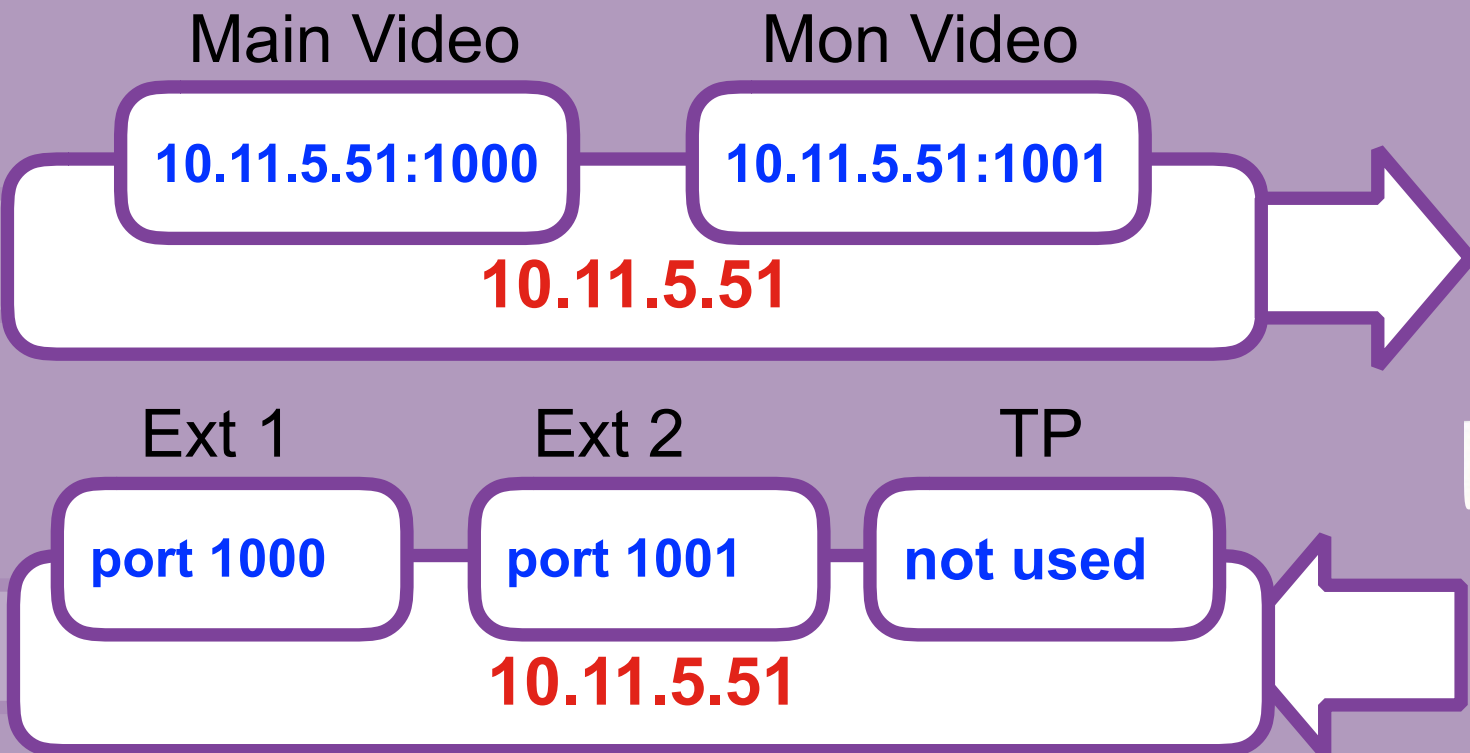 Main Video Mon Video
10.11.5.51:1000 10.11.5.51:1001
10.11.5.51
Ext 1 Ext 2 TP
port 1000 port 1001 not used
10.11.5.51